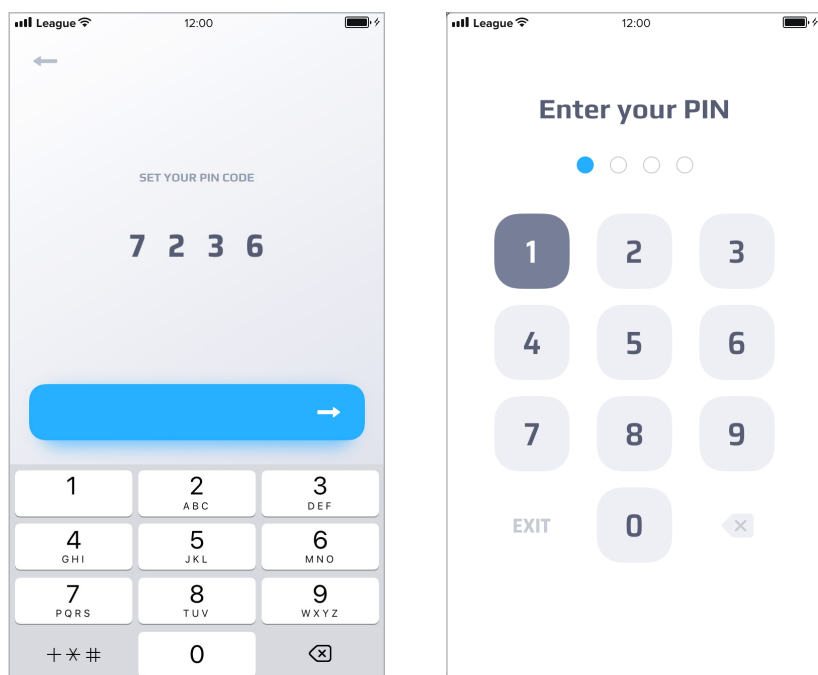 League 12:00
SET YOUR PIN CODE
7 2 3 6
1 2 3
ABC DEF
4 5 6
GHI JKL MNO
7 8 9
PQRS TUV WXYZ
+*# 0
League 12:00
Enter your PIN
1 2 3
4 5 6
7 8 9
EXIT 0